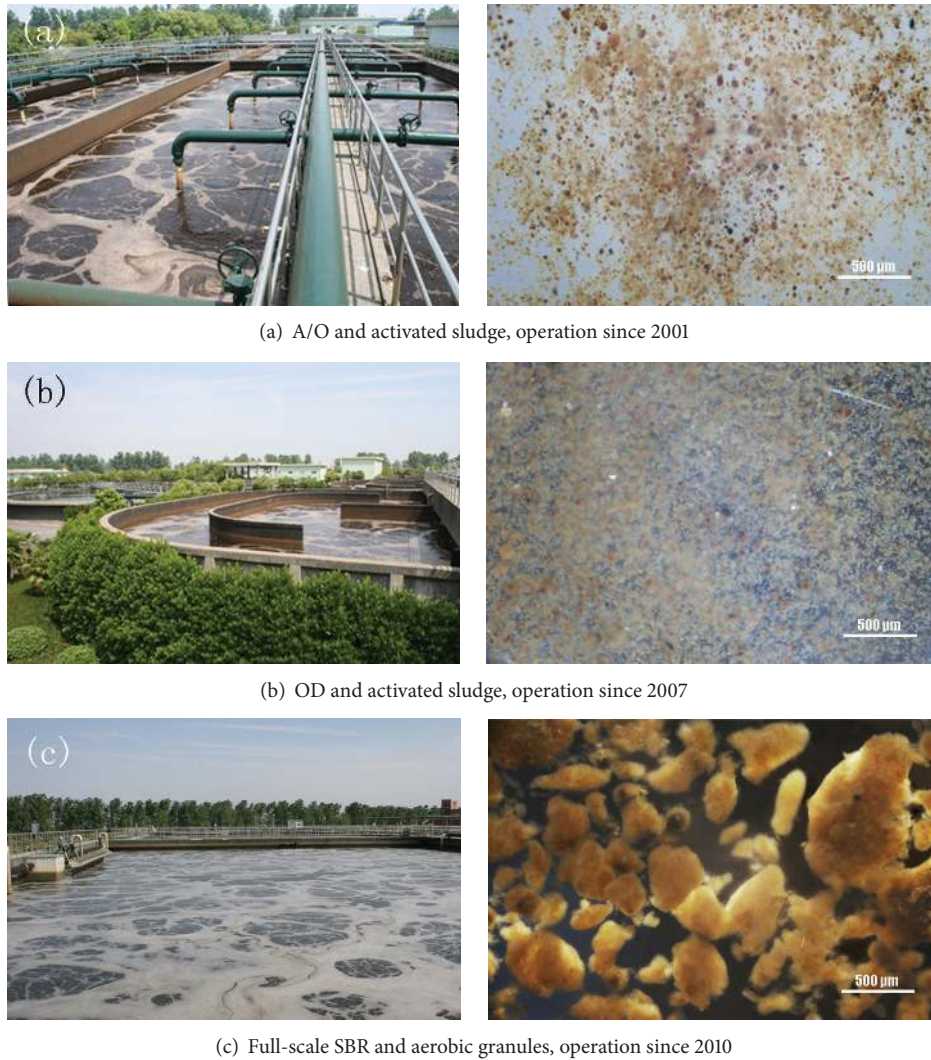 (a)
500 µm
(a) A/O and activated sludge, operation since 2001
(b)
500 µm
(b) OD and activated sludge, operation since 2007
(c)
500 µm
(c) Full-scale SBR and aerobic granules, operation since 2010